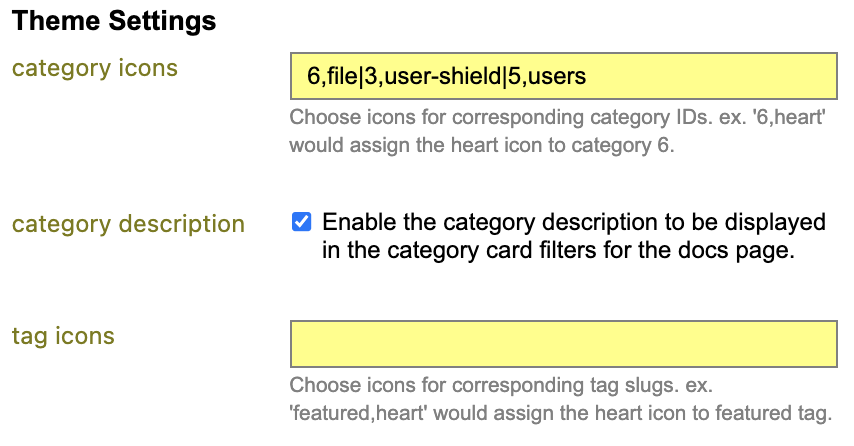 Theme Settings
category icons
6,file|3,user-shield|5,users
Choose icons for corresponding category IDs. ex. '6,heart'
would assign the heart icon to category 6.
category description
Enable the category description to be displayed
in the category card filters for the docs page.
tag icons
Choose icons for corresponding tag slugs. ex.
'featured,heart' would assign the heart icon to featured tag.